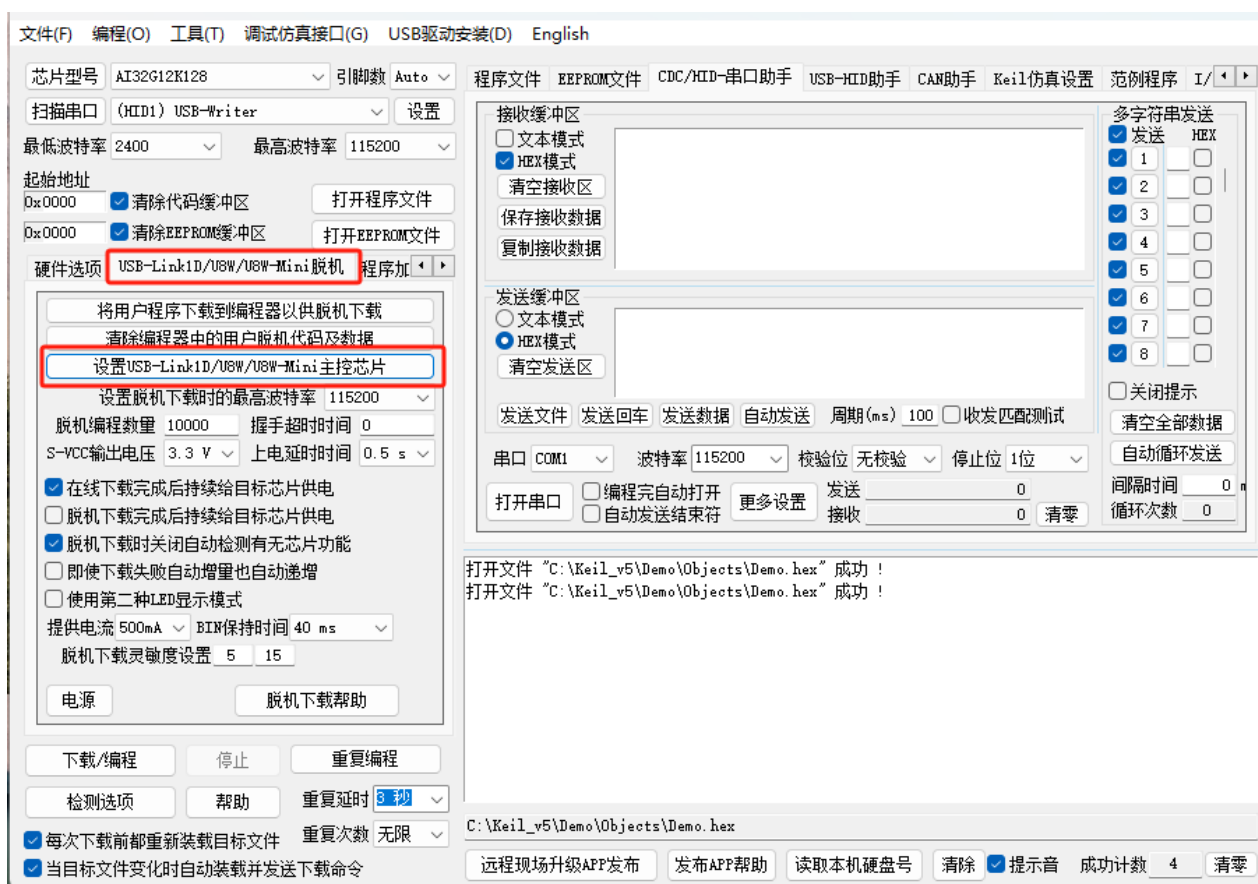 文件(F) 编程(O) 工具(T) 调试仿真接口(G) USB驱动安装(D) English
芯片型号 AI32G12K128 引脚数 Auto
扫描串口 (HID1) USB-Writer 设置
最低波特率 2400 最高波特率 115200
起始地址
0x0000 清除代码缓冲区 打开程序文件
0x0000 清除EEPROM缓冲区 打开EEPROM文件
硬件选项 USB-Link1D/U8W/U8W-Mini脱机 程序加
将用户程序下载到编程器以供脱机下载
清除编程器中的用户脱机代码及数据
设置USB-Link1D/U8W/U8W-Mini主控芯片
设置脱机下载时的最高波特率 115200
脱机编程数量 10000 握手超时时间 0
S-VCC输出电压 3.3 V 上电延时时间 0.5 s
在线下载完成后持续给目标芯片供电
脱机下载完成后持续给目标芯片供电
脱机下载时关闭自动检测有无芯片功能
即使下载失败自动增量也自动递增
使用第二种LED显示模式
提供电流 500mA BIN保持时间 40 ms
脱机下载灵敏度设置 5 15
电源 脱机下载帮助
下载/编程 停止 重复编程
检测选项 帮助 重复延时 3 秒
每次下载前都重新装载目标文件 重复次数 无限
当目标文件变化时自动装载并发送下载命令
程序文件 EEPROM文件 CDC/HID-串口助手 USB-HID助手 CAN助手 Keil仿真设置 范例程序 I/
接收缓冲区
文本模式
HEX模式
清空接收区
保存接收数据
复制接收数据
发送缓冲区
文本模式
HEX模式
清空发送区
发送文件 发送回车 发送数据 自动发送 周期(ms) 100 收发匹配测试
串口 COM1 波特率 115200 校验位 无校验 停止位 1位
打开串口 编程完自动打开 更多设置 发送 0
自动发送结束符 接收 0 清零
多字符串发送
发送 HEX
1
2
3
4
5
6
7
8
关闭提示
清空全部数据
自动循环发送
间隔时间 0
循环次数 0
打开文件 "C:\Keil_v5\Demo\Objects\Demo.hex" 成功 !
打开文件 "C:\Keil_v5\Demo\Objects\Demo.hex" 成功 !
C:\Keil_v5\Demo\Objects\Demo.hex
远程现场升级APP发布 发布APP帮助 读取本机硬盘号 清除 提示音 成功计数 4 清零